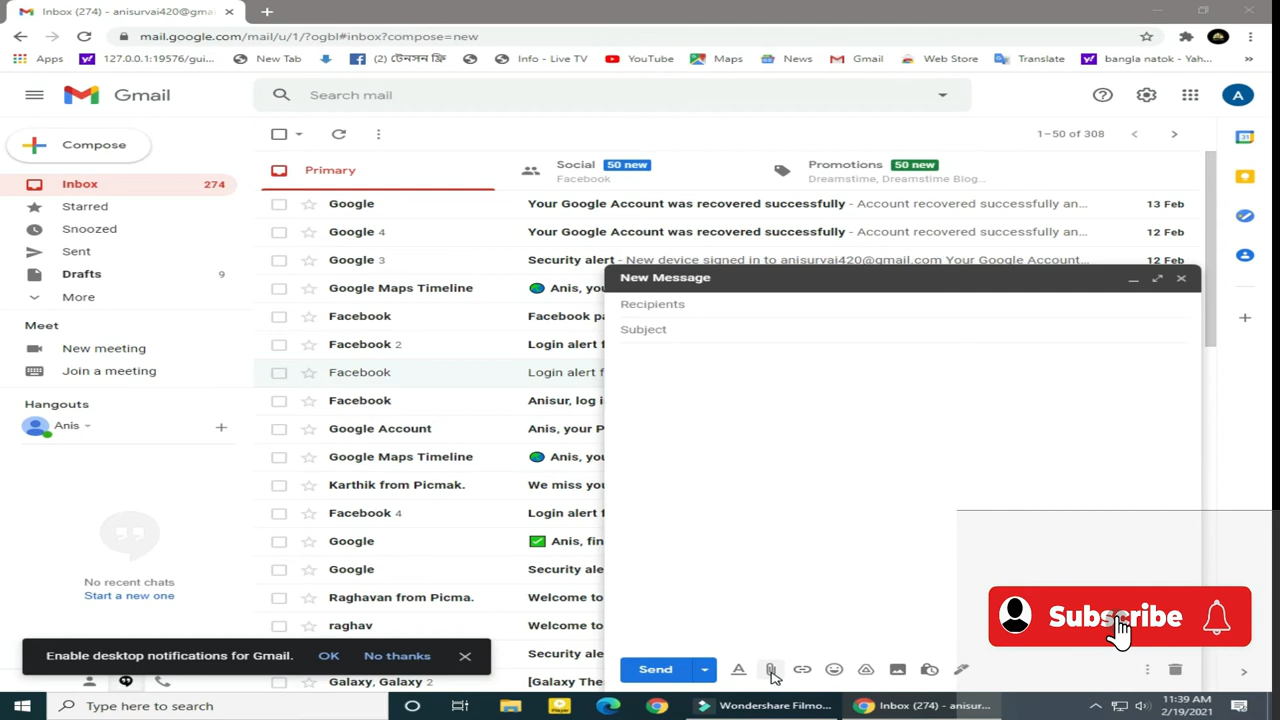 Inbox (274) - anisurvai420@gma
mail.google.com/mail/u/1/?ogbl#inbox?compose=new
Apps 127.0.0.1:19576/gui... New Tab (2) টেনসন ফ্রি Info - Live TV YouTube Maps News Gmail Web Store Translate bangla natok - Yah... »
Gmail
Search mail
A
Compose
1–50 of 308
Inbox 274
Starred
Snoozed
Sent
Drafts 9
More
Meet
New meeting
Join a meeting
Hangouts
Anis
No recent chats
Start a new one
Primary
Social 50 new
Facebook
Promotions 50 new
Dreamstime, Dreamstime Blog...
Google Your Google Account was recovered successfully - Account recovered successfully an... 13 Feb
Google 4 Your Google Account was recovered successfully - Account recovered successfully an... 12 Feb
Google 3 Security alert - New device signed in to anisurvai420@gmail.com Your Google Account... 12 Feb
Google Maps Timeline Anis, you
Facebook Facebook pa
Facebook 2 Login alert f
Facebook Login alert f
Facebook Anisur, log i
Google Account Anis, your P
Google Maps Timeline Anis, yo
Karthik from Picmak. We miss you
Facebook 4 Login alert f
Google Anis, fin
Google Security ale
Raghavan from Picma. Welcome to
raghav Welcome to
Security ale
Galaxy, Galaxy 2 [Galaxy The
New Message
Recipients
Subject
Send
Enable desktop notifications for Gmail. OK No thanks
Subscribe
Type here to search
Wondershare Filmo...
Inbox (274) - anisur...
11:39 AM
2/19/2021